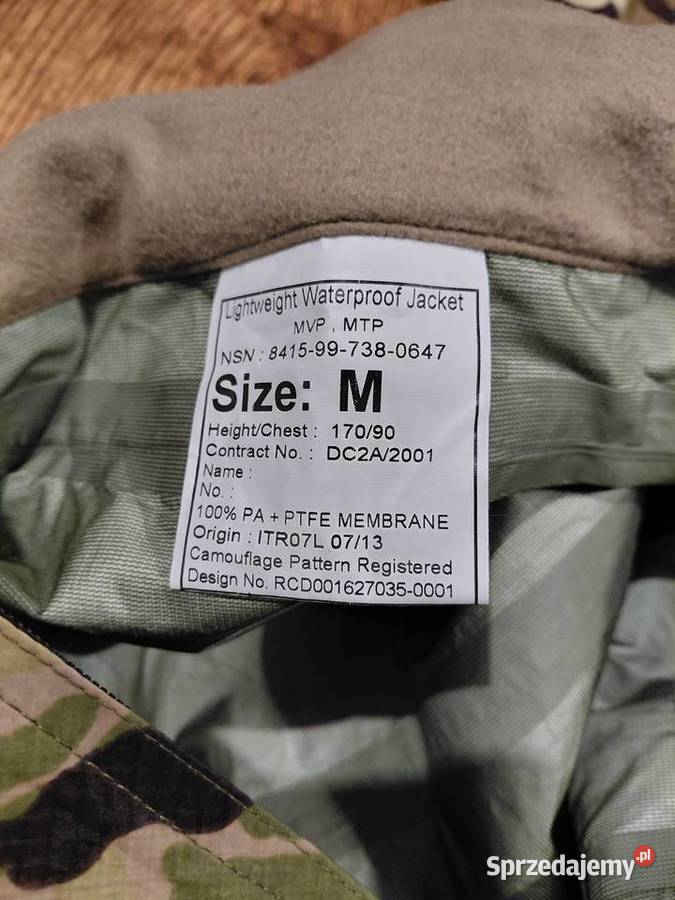 Lightweight Waterproof Jacket
MVP , MTP
NSN : 8415-99-738-0647
Size: M
Height/Chest : 170/90
Contract No. : DC2A/2001
Name :
No. :
100% PA + PTFE MEMBRANE
Origin : ITR07L 07/13
Camouflage Pattern Registered
Design No. RCD001627035-0001
Sprzedajemy.pl